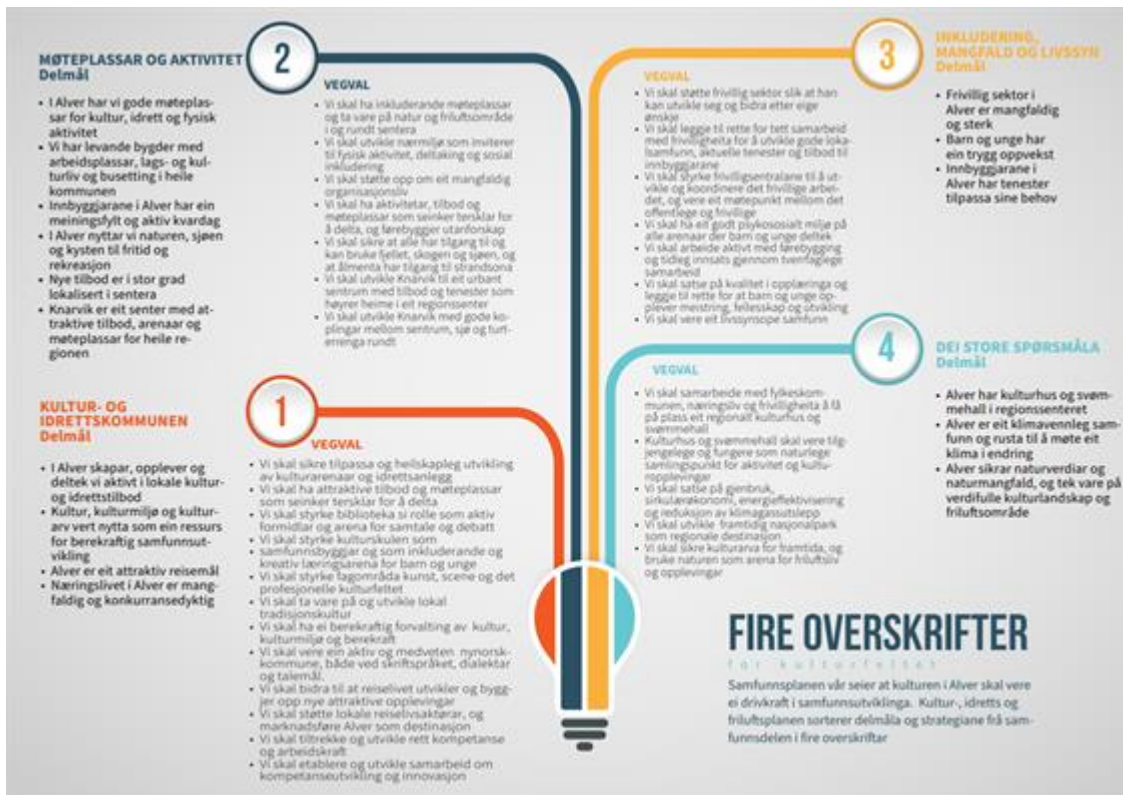 2
MØTEPLASSAR OG AKTIVITET
Delmål
• I Alver har vi gode møteplas-
sar for kultur, idrett og fysisk
aktivitet
• Vi har levande bygder med
arbeidsplassar, lags- og kul-
turliv og busetting i heile
kommunen
• Innbyggjarane i Alver har ein
meiningsfylt og aktiv kvardag
• I Alver nyttar vi naturen, sjøen
og kysten til fritid og
rekreasjon
• Nye tilbod er i stor grad
lokalisert i sentera
• Knarvik er eit senter med at-
traktive tilbod, arenaar og
møteplassar for heile re-
gionen
VEGVAL
• Vi skal ha inkluderande møteplassar
og ta vare på natur og friluftsområde
i og rundt sentera
• Vi skal utvikle nærmiljø som inviterer
til fysisk aktivitet, deltaking og sosial
inkludering
• Vi skal støtte opp om eit mangfaldig
organisasjonsliv
• Vi skal ha aktivitetar, tilbod og
møteplassar som seinker tersklar for
å delta, og førebygger utanforskap
• Vi skal sikre at alle har tilgang til og
kan bruke fjellet, skogen og sjøen, og
at ålmenta har tilgang til strandsona
• Vi skal utvikle Knarvik til eit urbant
sentrum med tilbod og tenester som
høyrer heime i eit regionssenter
• Vi skal utvikle Knarvik med gode ko-
plingar mellom sentrum, sjø og turt-
errenga rundt
3
INKLUDERING,
MANGFALD OG LIVSSYN
Delmål
• Frivillig sektor i
Alver er mangfaldig
og sterk
• Barn og unge har
ein trygg oppvekst
• Innbyggjarane i
Alver har tenester
tilpassa sine behov
VEGVAL
• Vi skal støtte frivillig sektor slik at han
kan utvikle seg og bidra etter eige
ønskje
• Vi skal leggje til rette for tett samarbeid
med frivilligheita for å utvikle gode loka-
lsamfunn, aktuelle tenester og tilbod til
innbyggjarane
• Vi skal styrke frivilligsentralane til å ut-
vikle og koordinere det frivillige arbei-
det, og vere eit møtepunkt mellom det
offentlege og frivillige
• Vi skal ha eit godt psykososialt miljø på
alle arenaar der barn og unge deltek
• Vi skal arbeide aktivt med førebygging
og tidleg innsats gjennom tverrfaglege
samarbeid
• Vi skal satse på kvalitet i opplæringa og
leggje til rette for at barn og unge op-
plever meistring, fellesskap og utvikling
• Vi skal vere eit livssynsope samfunn
1
KULTUR- OG
IDRETTSKOMMUNEN
Delmål
• I Alver skapar, opplever og
deltek vi aktivt i lokale kultur-
og idrettstilbod
• Kultur, kulturmiljø og kultur-
arv vert nytta som ein ressurs
for berekraftig samfunnsut-
vikling
• Alver er eit attraktiv reisemål
• Næringslivet i Alver er mang-
faldig og konkurransedyktig
VEGVAL
• Vi skal sikre tilpassa og heilskapleg utvikling
av kulturarenaar og idrettsanlegg
• Vi skal ha attraktive tilbod og møteplassar
som seinker tersklar for å delta
• Vi skal styrke biblioteka si rolle som aktiv
formidlar og arena for samtale og debatt
• Vi skal styrke kulturskulen som
• samfunnsbyggjar og som inkluderande og
kreativ læringsarena for barn og unge
• Vi skal styrke fagområda kunst, scene og det
profesjonelle kulturfeltet
• Vi skal ta vare på og utvikle lokal
tradisjonskultur
• Vi skal ha ei berekraftig forvalting av kultur,
kulturmiljø og berekraft
• Vi skal vere ein aktiv og medveten nynorsk-
kommune, både ved skriftspråket, dialektar
og talemål.
• Vi skal bidra til at reiselivet utvikler og bygg-
jer opp nye attraktive opplevingar
• Vi skal støtte lokale reiselivsaktørar, og
marknadsføre Alver som destinasjon
• Vi skal tiltrekke og utvikle rett kompetanse
og arbeidskraft
• Vi skal etablere og utvikle samarbeid om
kompetanseutvikling og innovasjon
4
DEI STORE SPØRSMÅLA
Delmål
• Alver har kulturhus og svøm-
mehall i regionssenteret
• Alver er eit klimavennleg sam-
funn og rusta til å møte eit
klima i endring
• Alver sikrar naturverdiar og
naturmangfald, og tek vare på
verdifulle kulturlandskap og
friluftsområde
VEGVAL
• Vi skal samarbeide med fylkeskom-
munen, næringsliv og frivilligheita å få
på plass eit regionalt kulturhus og
svømmehall
• Kulturhus og svømmehall skal vere tilg-
jengelege og fungere som naturlege
samlingspunkt for aktivitet og kultu-
ropplevingar
• Vi skal satse på gjenbruk,
sirkulærøkonomi, energieffektivisering
og reduksjon av klimagassutslepp
• Vi skal utvikle framtidig nasjonalpark
som regionale destinasjon
• Vi skal sikre kulturarva for framtida, og
bruke naturen som arena for friluftsliv
og opplevingar
FIRE OVERSKRIFTER
for kulturfeltet
Samfunnsplanen vår seier at kulturen i Alver skal vere
ei drivkraft i samfunnsutviklinga. Kultur-, idretts og
friluftsplanen sorterer delmåla og strategiane frå sam-
funnsdelen i fire overskriftar